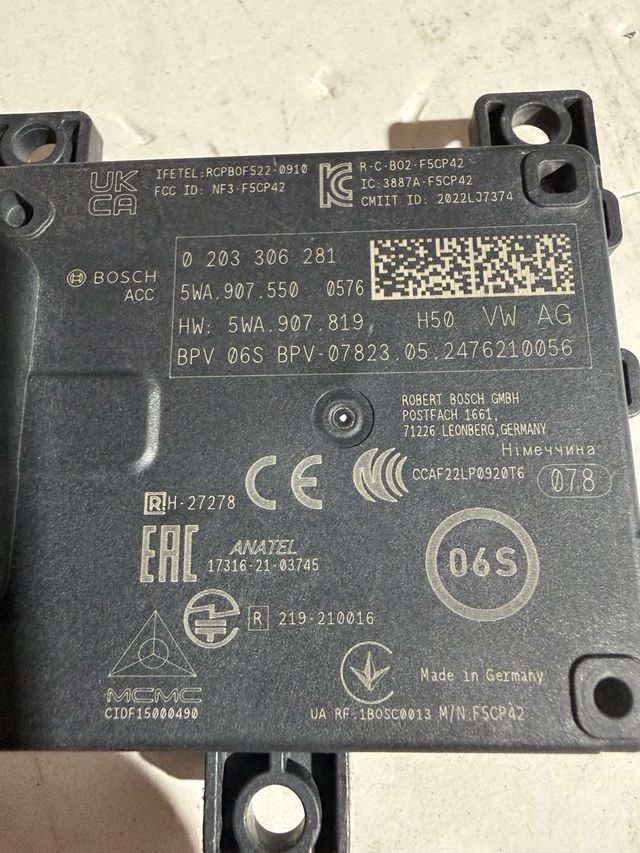 UK
CA
IFETEL:RCPBOF522-0910
FCC ID: NF3-F5CP42
R-C-B02-F5CP42
IC:3887A-F5CP42
CMIIT ID: 2022LJ7374
BOSCH
ACC
0 203 306 281
5WA.907.550 0576
HW: 5WA.907.819 H50 VW AG
BPV 06S BPV-07823.05.2476210056
ROBERT BOSCH GMBH
POSTFACH 1661,
71226 LEONBERG,GERMANY
Німеччина
CE
CCAF22LP0920T6
078
R H-27278
EAC
ANATEL
17316-21-03745
06S
R 219-210016
MCMC
CIDF15000490
Made in Germany
UA RF:1BOSC0013 M/N:F5CP42